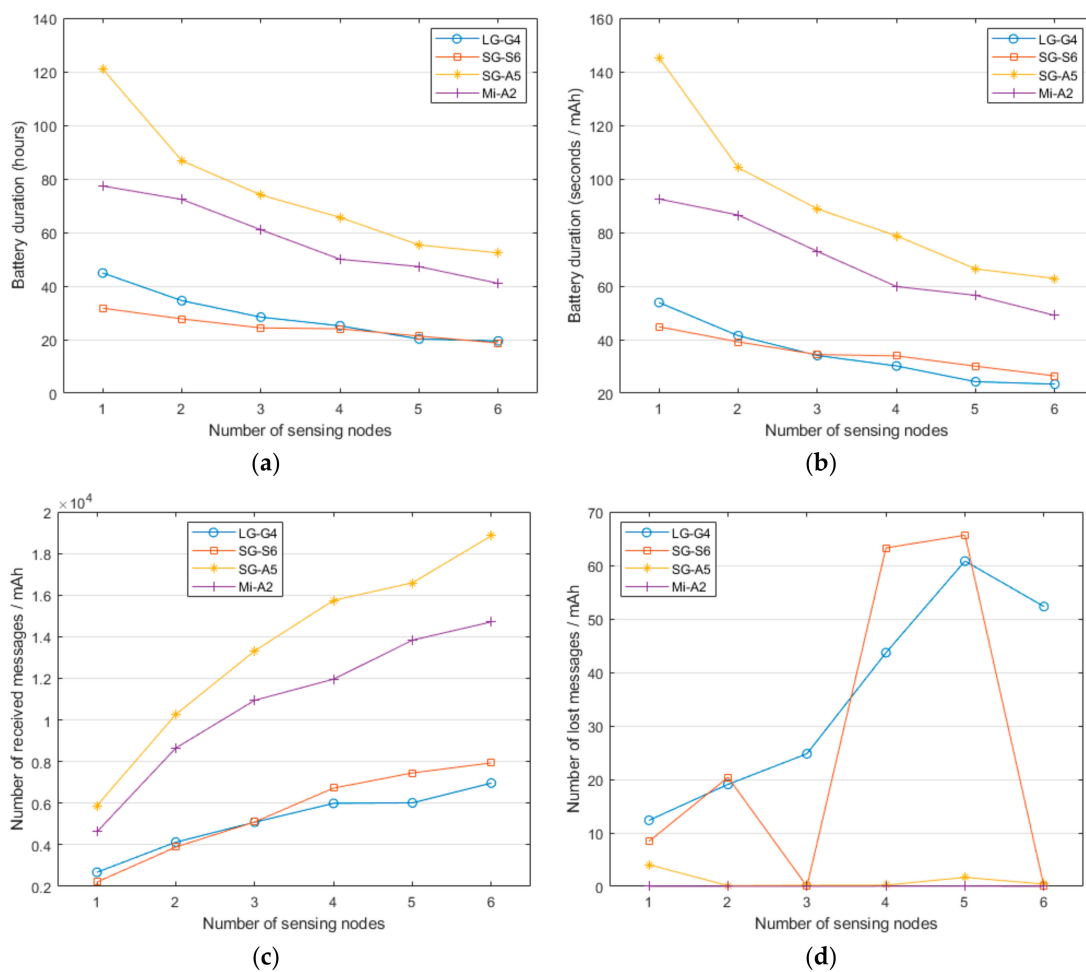 140
120
100
80
60
40
20
0
Battery duration (hours)
LG-G4
SG-S6
SG-A5
Mi-A2
1 2 3 4 5 6
Number of sensing nodes
(a)
160
140
120
100
80
60
40
20
Battery duration (seconds / mAh)
LG-G4
SG-S6
SG-A5
Mi-A2
1 2 3 4 5 6
Number of sensing nodes
(b)
×10⁴
2
1.8
1.6
1.4
1.2
1
0.8
0.6
0.4
0.2
Number of received messages / mAh
LG-G4
SG-S6
SG-A5
Mi-A2
1 2 3 4 5 6
Number of sensing nodes
(c)
70
60
50
40
30
20
10
0
Number of lost messages / mAh
LG-G4
SG-S6
SG-A5
Mi-A2
1 2 3 4 5 6
Number of sensing nodes
(d)